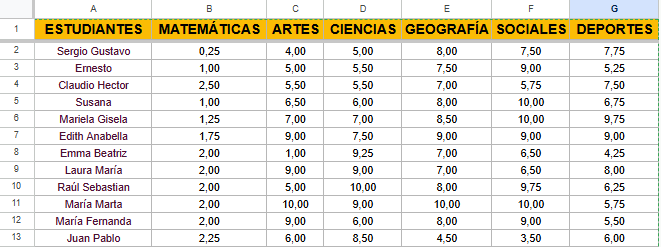 A B C D E F G
1 ESTUDIANTES MATEMÁTICAS ARTES CIENCIAS GEOGRAFÍA SOCIALES DEPORTES
2 Sergio Gustavo 0,25 4,00 5,00 8,00 7,50 7,75
3 Ernesto 1,00 5,00 5,50 7,50 9,00 5,25
4 Claudio Hector 2,50 5,50 5,50 7,00 5,75 7,50
5 Susana 1,00 6,50 6,00 8,00 10,00 6,75
6 Mariela Gisela 1,25 7,00 7,00 8,50 10,00 9,75
7 Edith Anabella 1,75 9,00 7,50 9,00 9,00 9,00
8 Emma Beatriz 2,00 1,00 9,25 7,00 6,50 4,25
9 Laura María 2,00 9,00 9,00 7,00 6,50 8,00
10 Raúl Sebastian 2,00 5,00 10,00 8,00 9,75 6,25
11 María Marta 2,00 10,00 9,00 10,00 10,00 5,75
12 María Fernanda 2,00 9,00 6,00 8,00 9,00 5,50
13 Juan Pablo 2,25 6,00 8,50 4,50 3,50 6,00